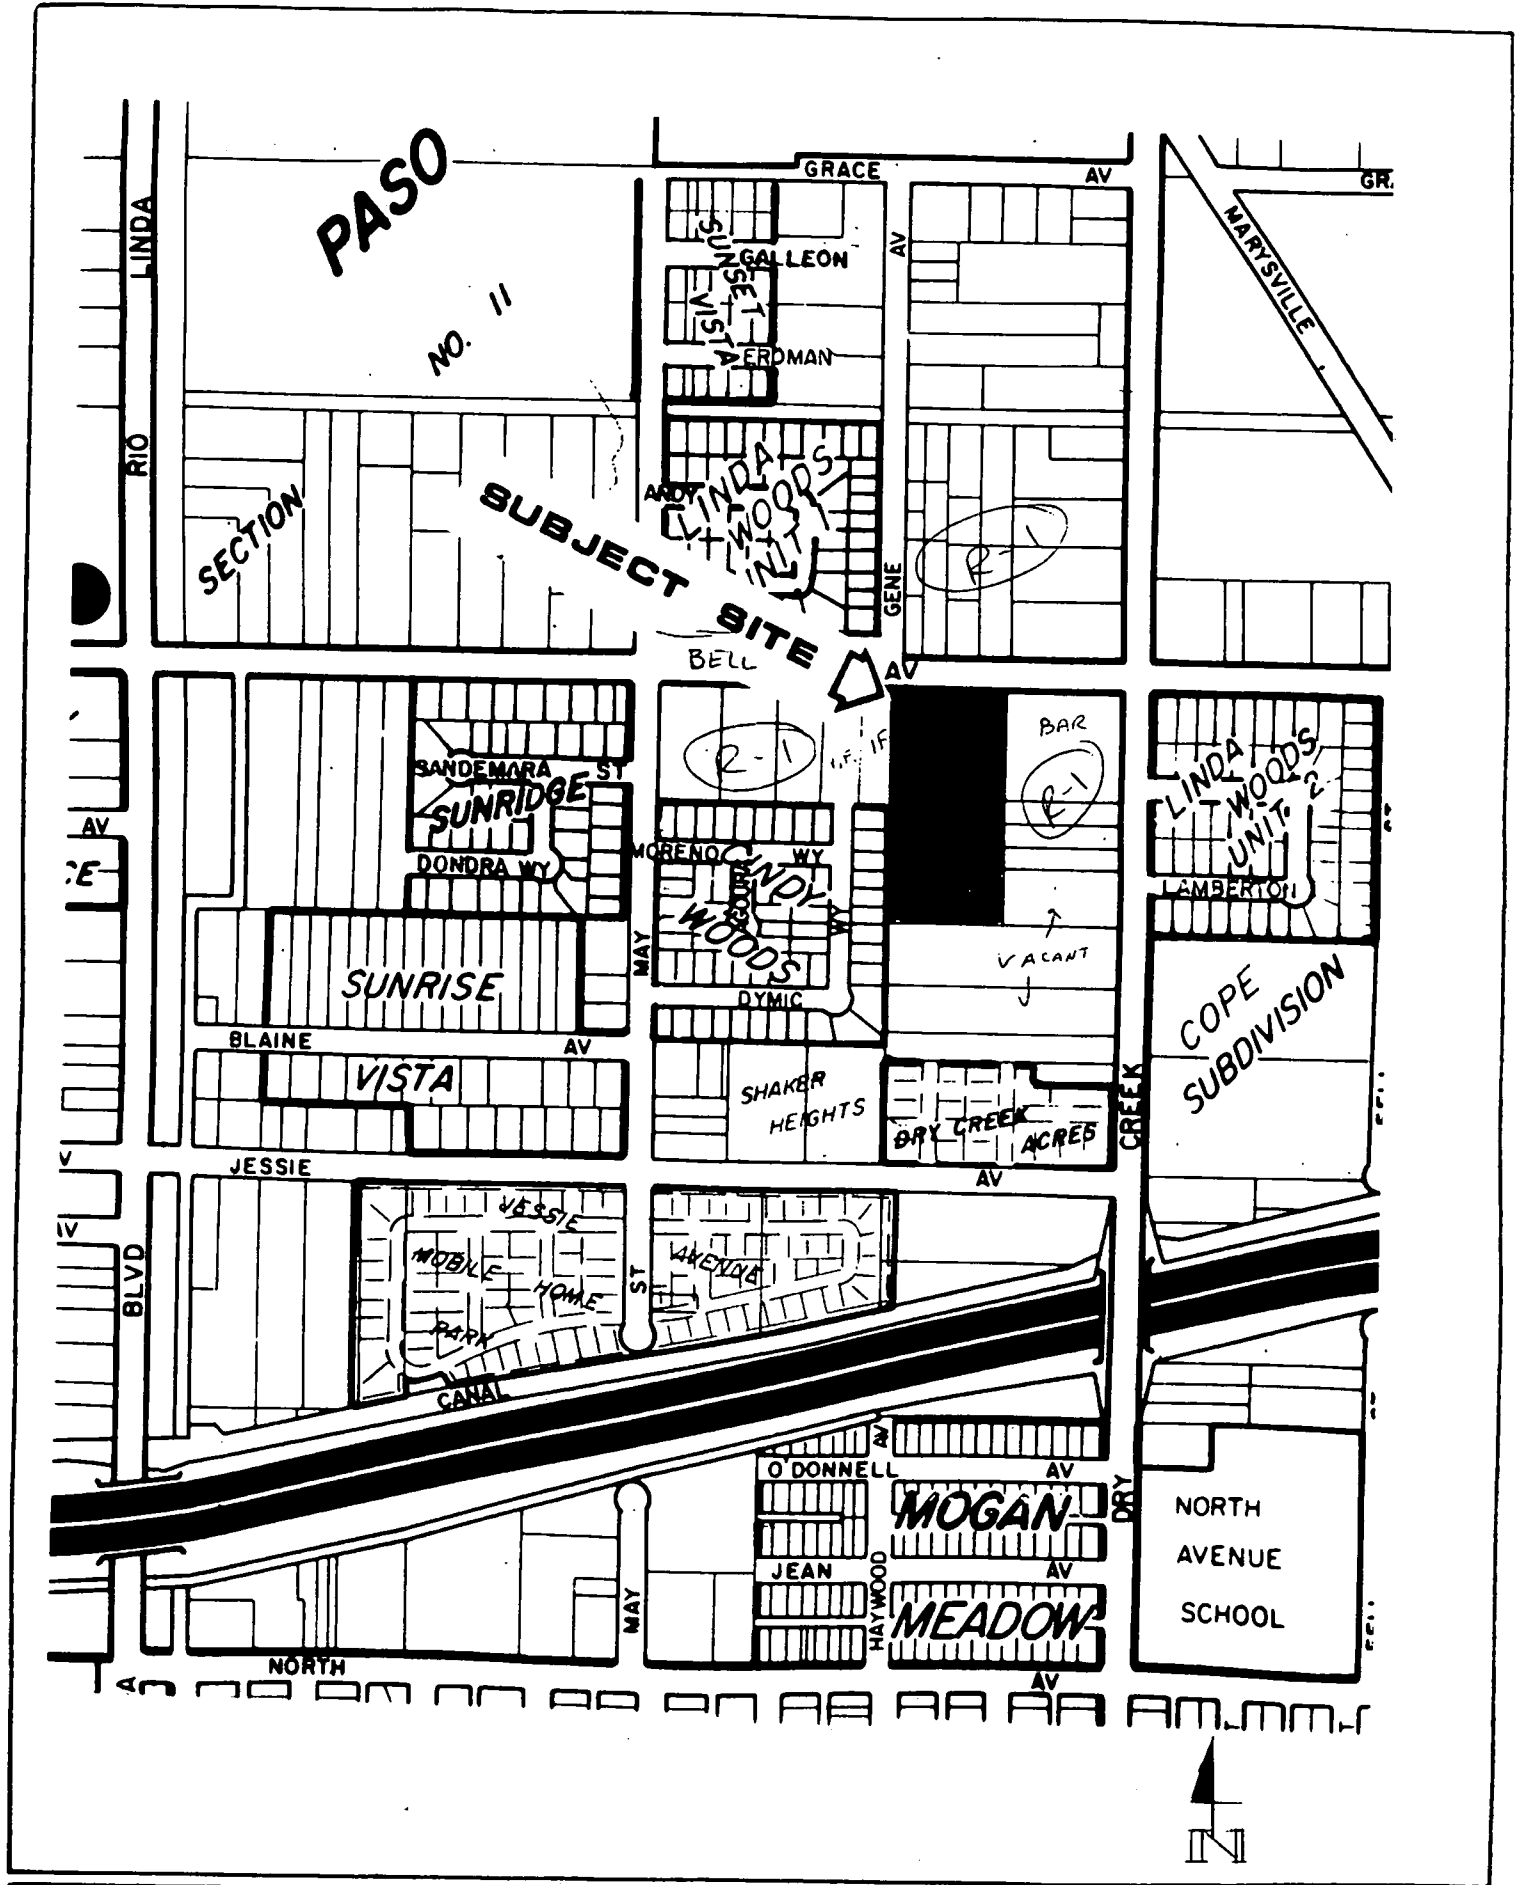 GRACE
AV
GR.
LINDA
PASO
MARYSVILLE
AV
SUNSET
VISTA
GALLEON
NO. 11
ERDMAN
RIO
SECTION
ANDY
LINDA
WOODS
UNIT 1
R-1
GENE
SUBJECT SITE
BELL
AV
R-1
BAR
R-1
LINDA
WOODS
UNIT 2
SANDEMARA
ST
SUNRIDGE
AV
CE
DONDRA WY
MORENO
WY
CINDY
WOODS
AGOURA
WY
LAMBERTON
MAY
VACANT
SUNRISE
DYMIC
COPE
SUBDIVISION
BLAINE
AV
VISTA
SHAKER
HEIGHTS
DRY CREEK
ACRES
CREEK
V
JESSIE
AV
AV
JESSIE
AVENUE
MOBILE
HOME
PARK
ST
BLVD
CANAL
AV
O'DONNELL
AV
DRY
MOGAN
NORTH
AVENUE
SCHOOL
JEAN
AV
HAYWOOD
MEADOW
MAY
NORTH
AV
A
N